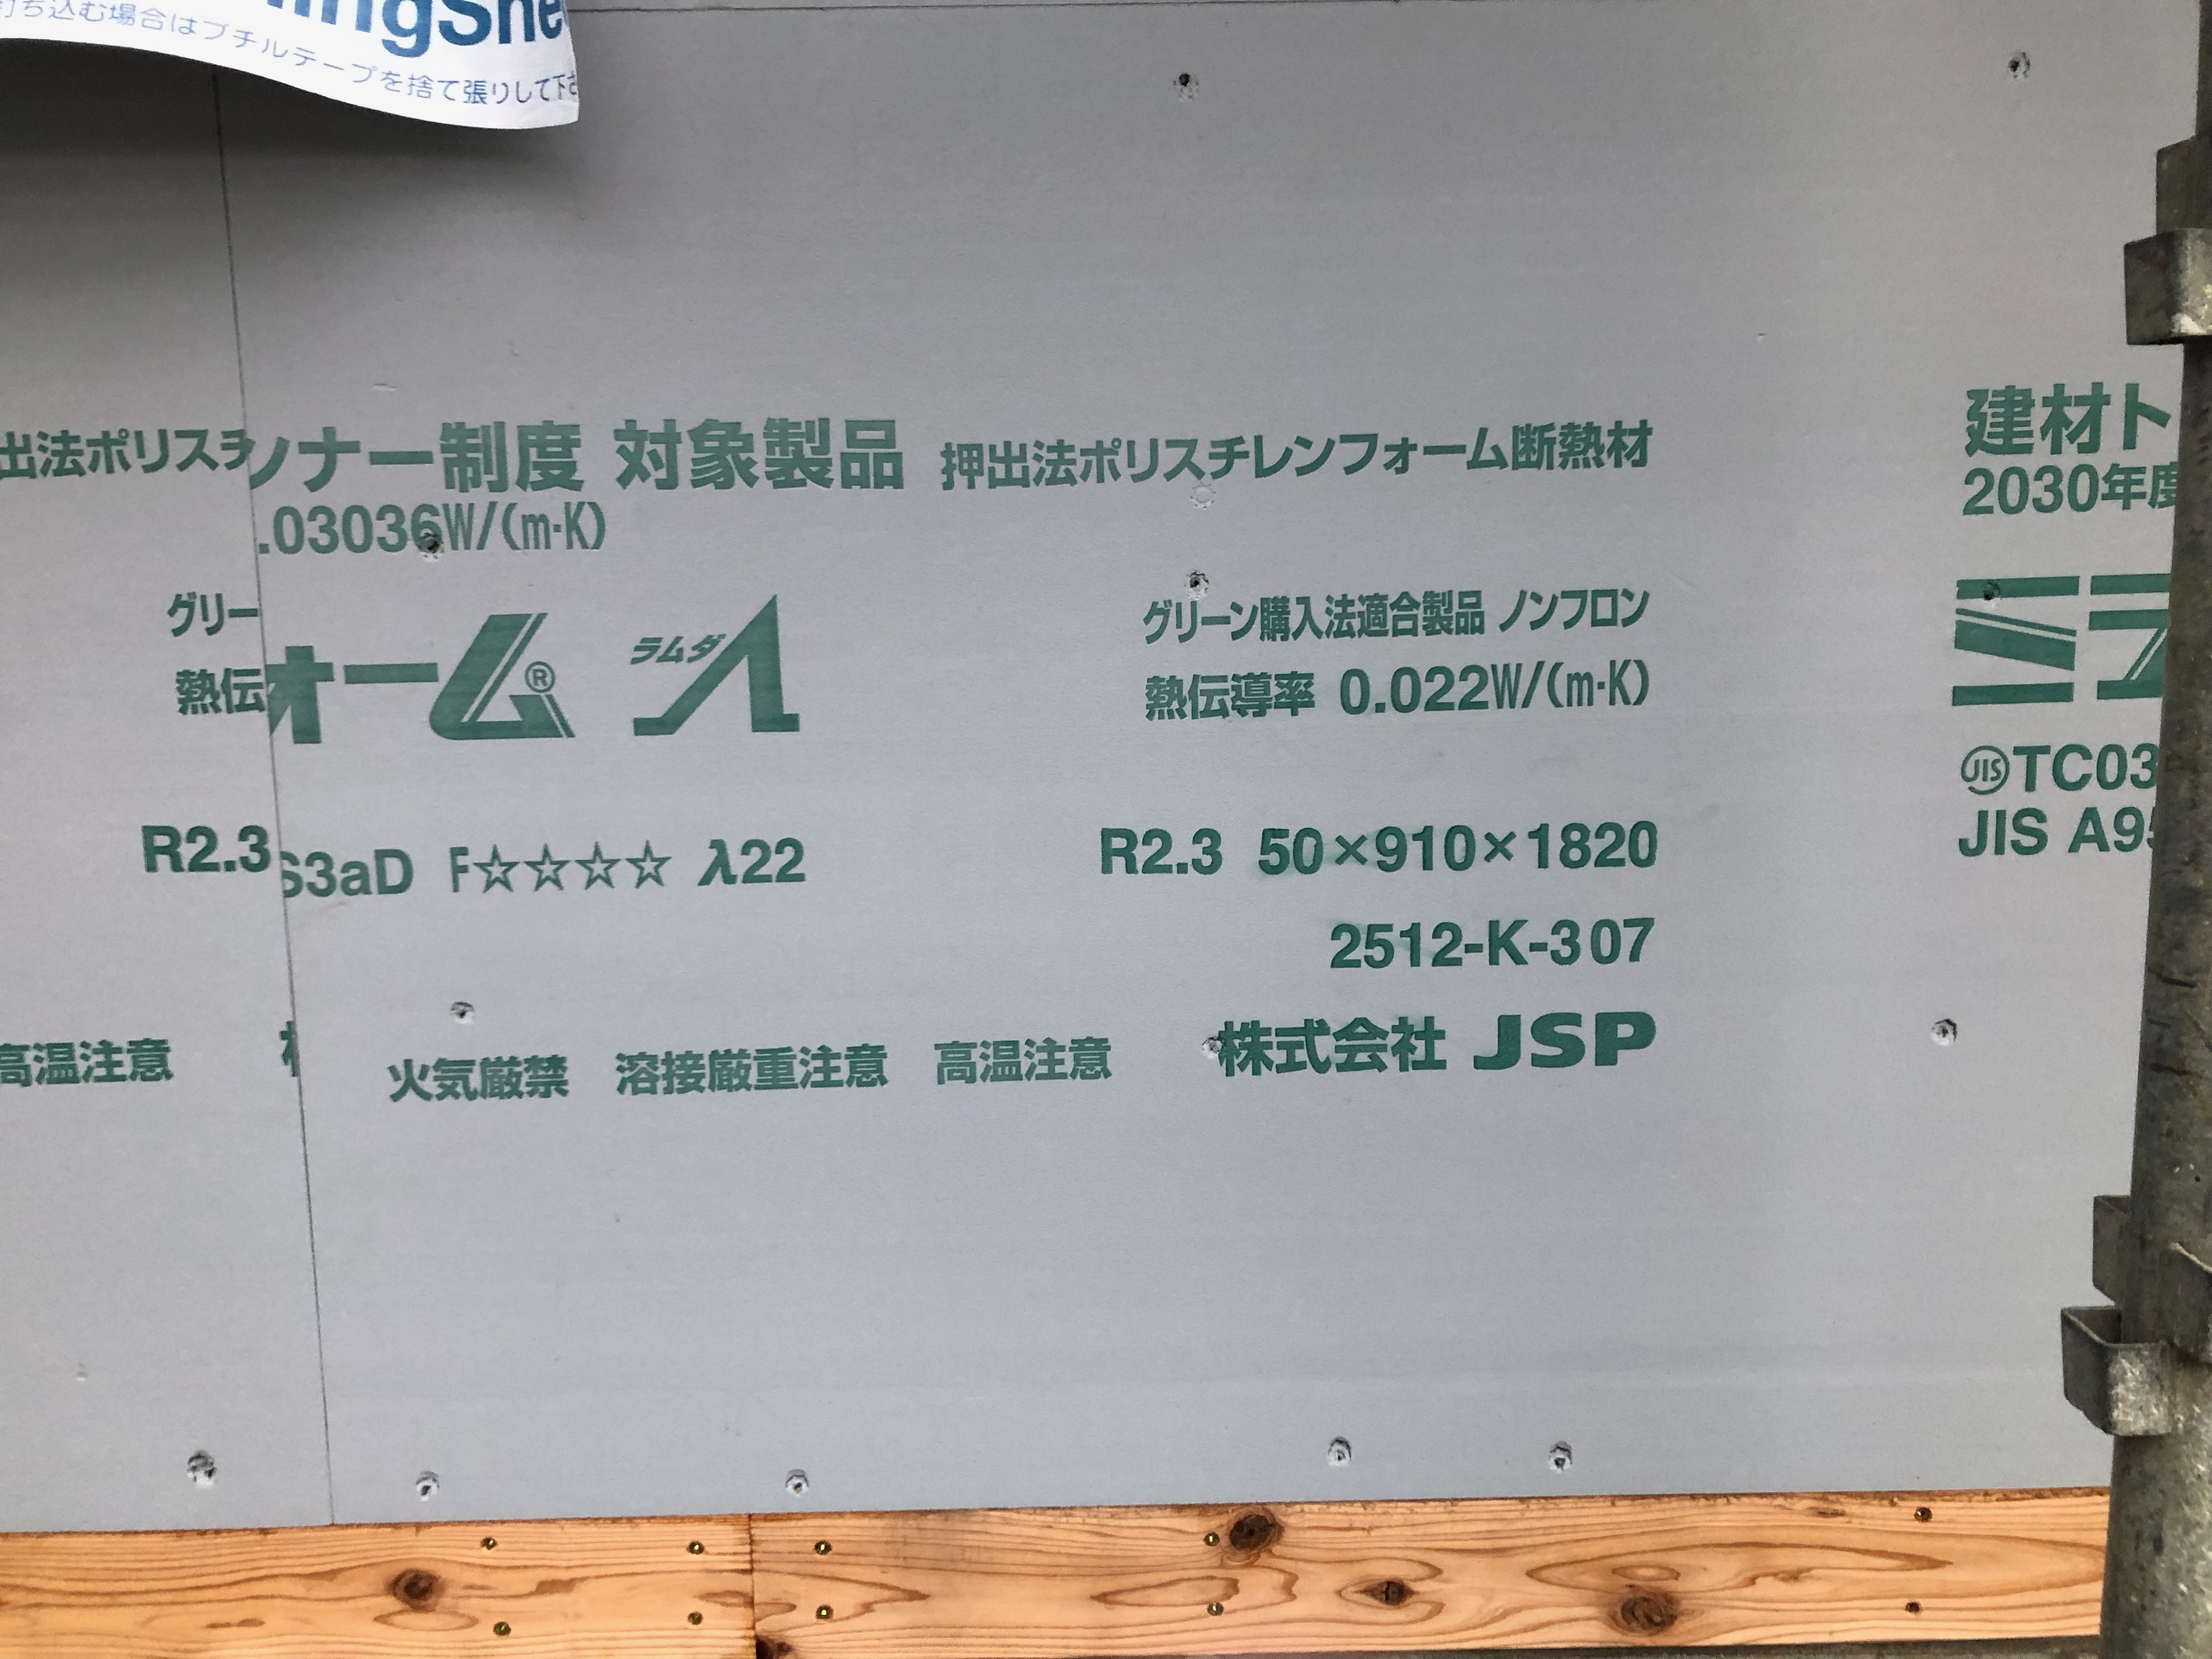 打ち込む場合はブチルテープを捨て張りして下さ
出法ポリスチ
グリー
熱伝
R2.3
高温注意
ナー制度 対象製品 押出法ポリスチレンフォーム断熱材
.03036W/(m·K)
ォーム® ラムダ Λ
グリーン購入法適合製品 ノンフロン
熱伝導率 0.022W/(m·K)
S3aD F☆☆☆☆ λ22
R2.3 50×910×1820
2512-K-307
火気厳禁 溶接厳重注意 高温注意 株式会社 JSP
建材ト
2030年度
ミラ
JIS TC03
JIS A95